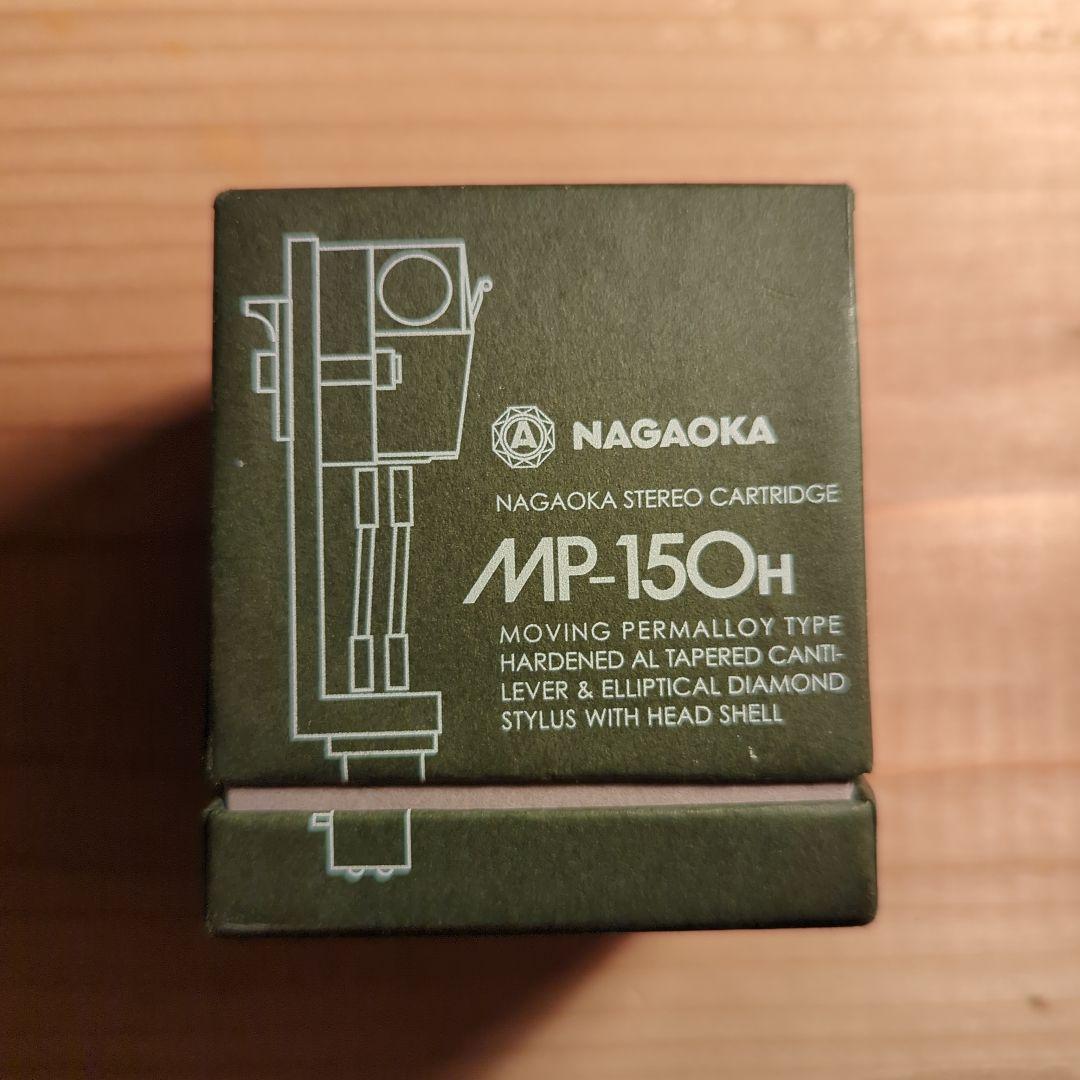 A NAGAOKA
NAGAOKA STEREO CARTRIDGE
MP-150H
MOVING PERMALLOY TYPE
HARDENED AL TAPERED CANTI-
LEVER & ELLIPTICAL DIAMOND
STYLUS WITH HEAD SHELL